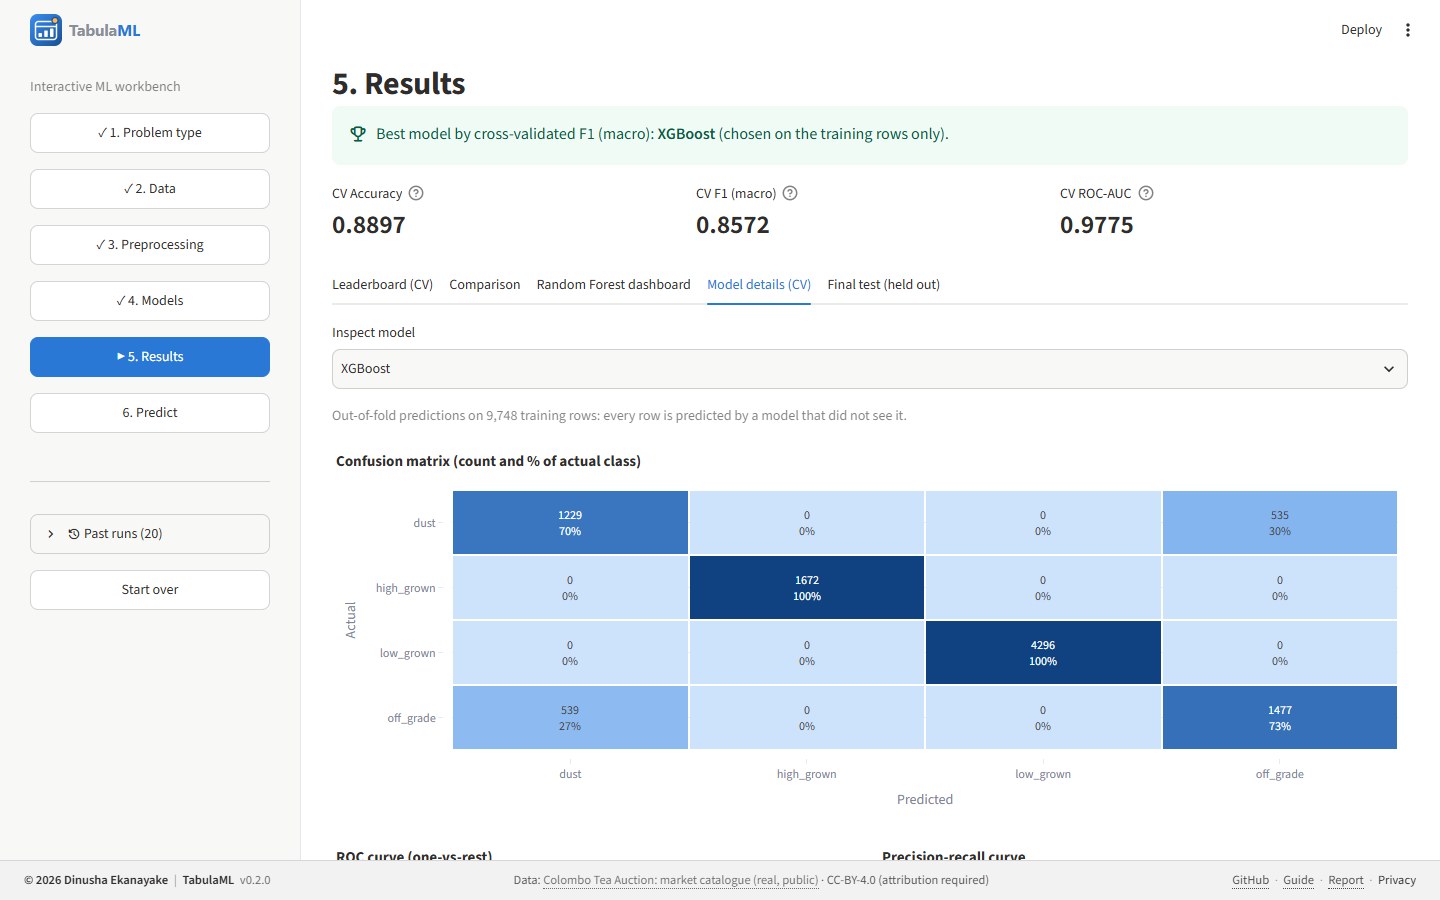 TabulaML
Deploy
Interactive ML workbench
✓ 1. Problem type
✓ 2. Data
✓ 3. Preprocessing
✓ 4. Models
▶ 5. Results
6. Predict
Past runs (20)
Start over
5. Results
Best model by cross-validated F1 (macro): XGBoost (chosen on the training rows only).
CV Accuracy
0.8897
CV F1 (macro)
0.8572
CV ROC-AUC
0.9775
Leaderboard (CV) Comparison Random Forest dashboard Model details (CV) Final test (held out)
Inspect model
XGBoost
Out-of-fold predictions on 9,748 training rows: every row is predicted by a model that did not see it.
Confusion matrix (count and % of actual class)
Actual
dust
1229 0 0 535
70% 0% 0% 30%
high_grown
0 1672 0 0
0% 100% 0% 0%
low_grown
0 0 4296 0
0% 0% 100% 0%
off_grade
539 0 0 1477
27% 0% 0% 73%
dust high_grown low_grown off_grade
Predicted
ROC curve (one-vs-rest) Precision-recall curve
© 2026 Dinusha Ekanayake | TabulaML v0.2.0
Data: Colombo Tea Auction: market catalogue (real, public) · CC-BY-4.0 (attribution required)
GitHub · Guide · Report · Privacy